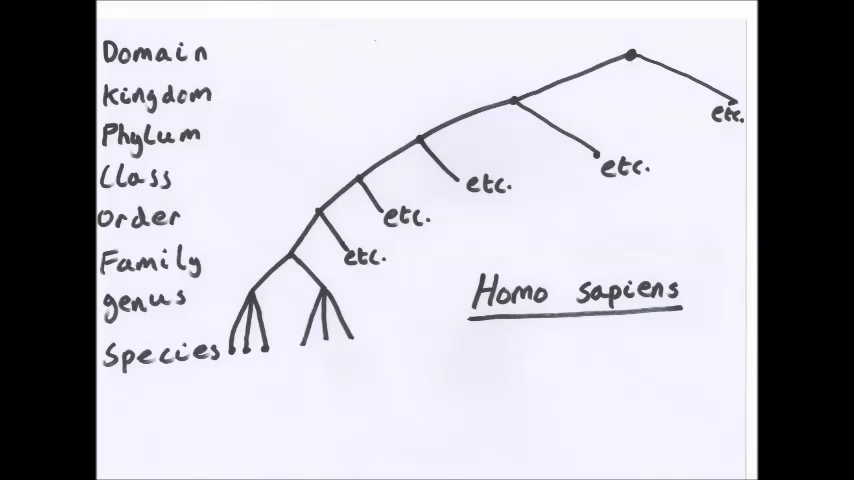 Domain
Kingdom
etc.
Phylum
etc.
Class
etc.
Order
etc.
Family
etc.
Homo sapiens
genus
Species